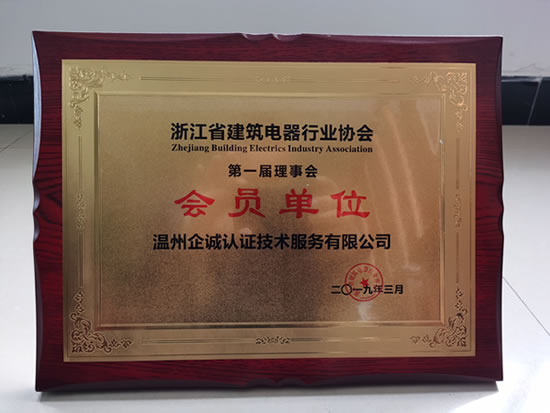 浙江省建筑电器行业协会
Zhejiang Building Electrics Industry Association
第一届理事会
会员单位
温州企诚认证技术服务有限公司
二〇一九年三月